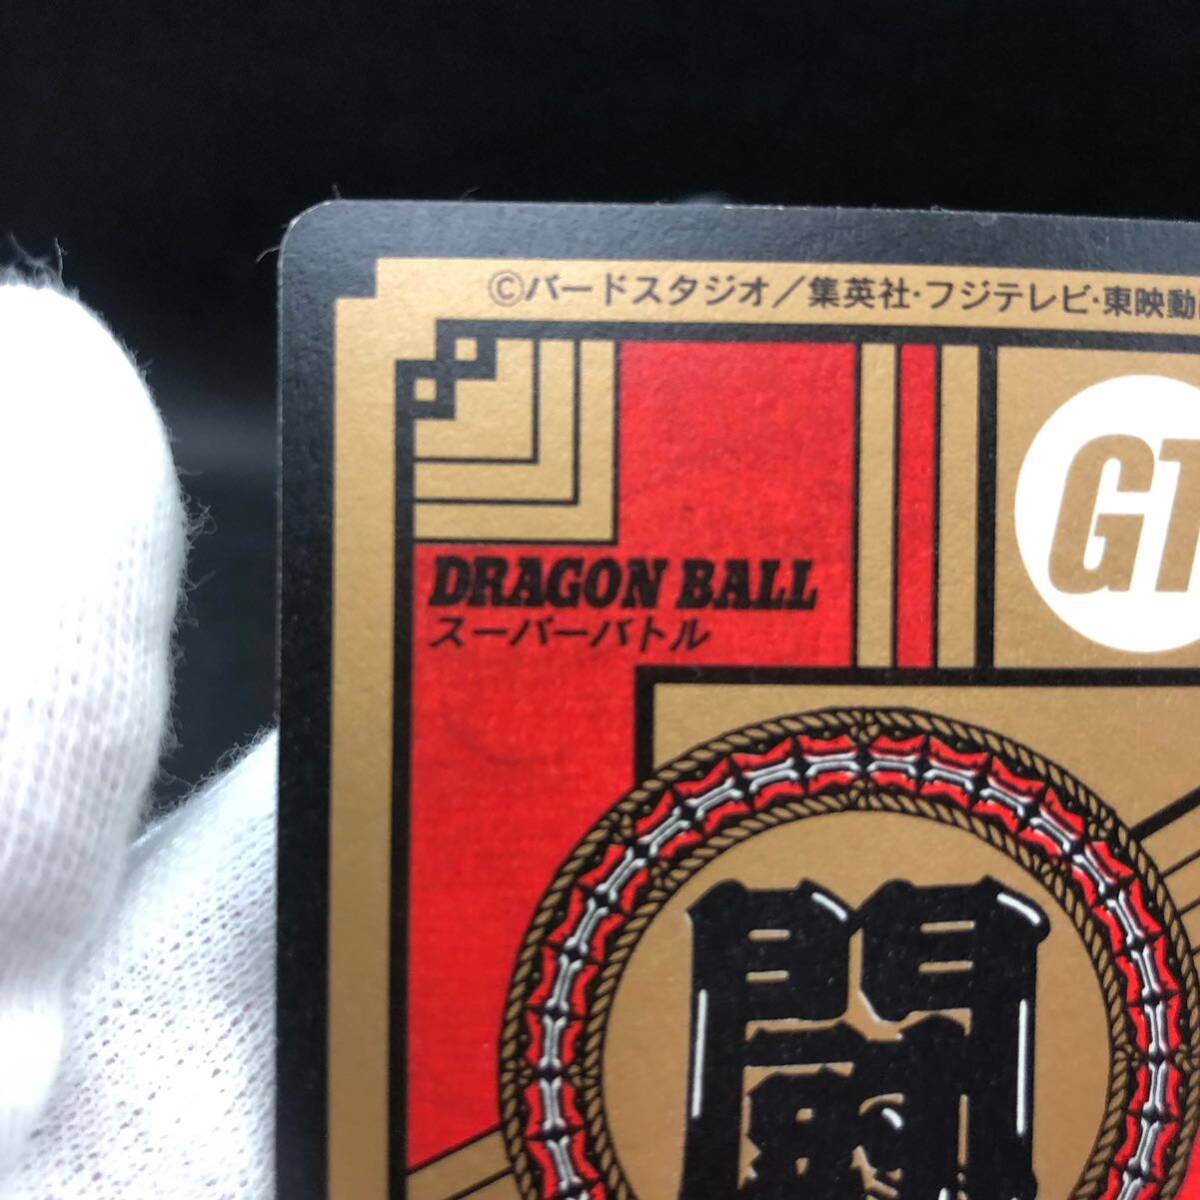 ©バードスタジオ／集英社・フジテレビ・東映動
GT
DRAGON BALL
スーパーバトル
闘